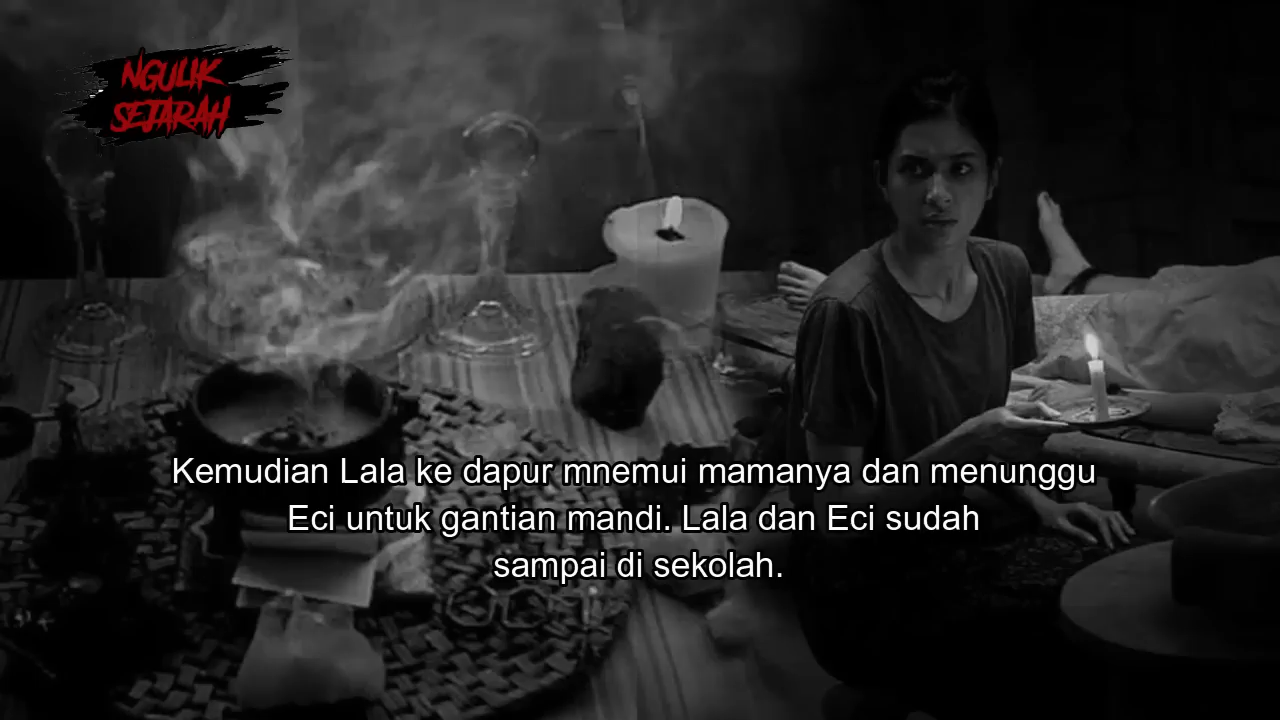 NGULIK
SEJARAH
Kemudian Lala ke dapur mnemui mamanya dan menunggu
Eci untuk gantian mandi. Lala dan Eci sudah
sampai di sekolah.